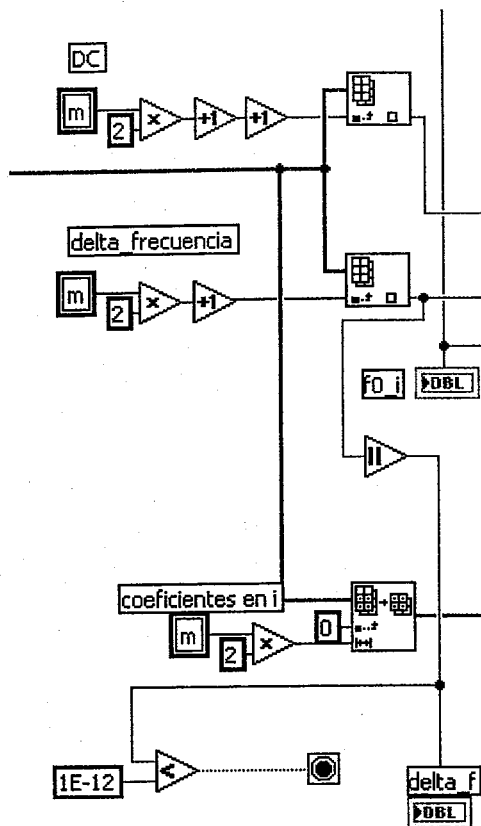 DC
m
2
x
+1
+1
delta_frecuencia
m
2
x
+1
f0_i
DBL
||
coeficientes en i
m
2
x
0
<
1E-12
delta_f
DBL